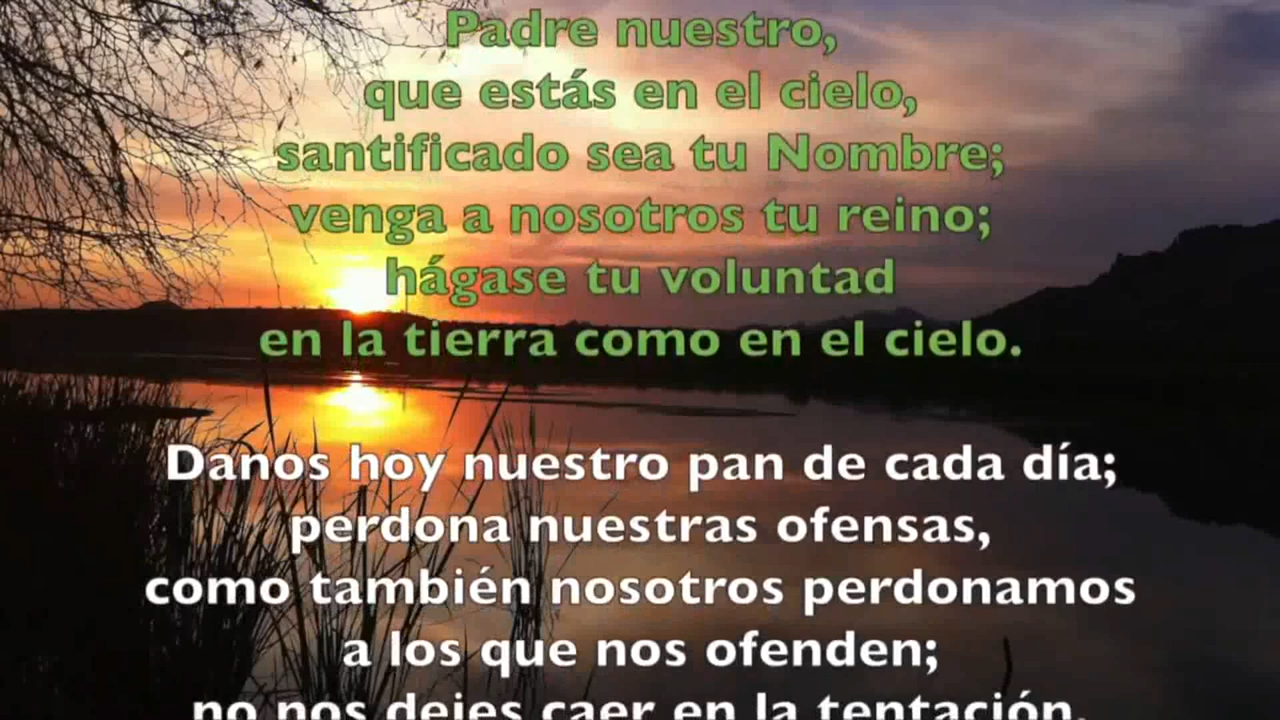 Padre nuestro,
que estás en el cielo,
santificado sea tu Nombre;
venga a nosotros tu reino;
hágase tu voluntad
en la tierra como en el cielo.
Danos hoy nuestro pan de cada día;
perdona nuestras ofensas,
como también nosotros perdonamos
a los que nos ofenden;
no nos dejes caer en la tentación,